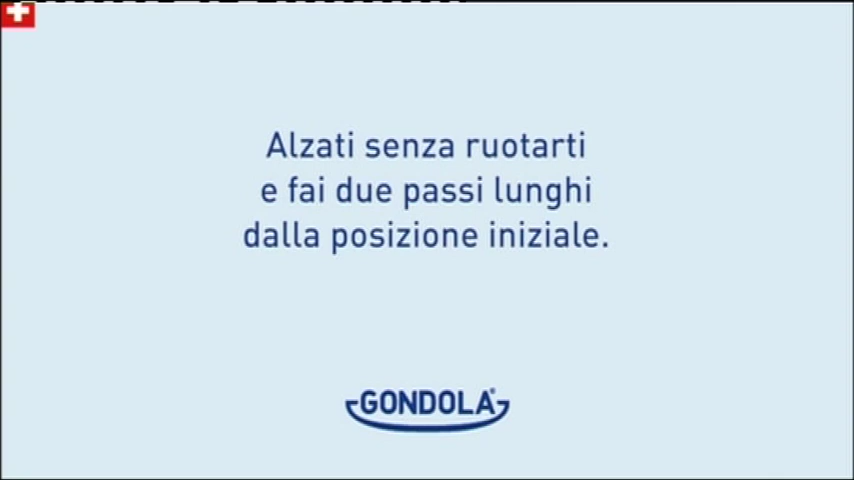 Alzati senza ruotarti
e fai due passi lunghi
dalla posizione iniziale.
GONDOLA®